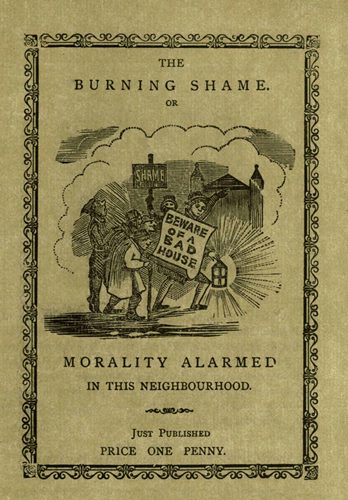 THE
BURNING SHAME.
OR
SHAME
BEWARE
OF A
BAD
HOUSE
MORALITY ALARMED
IN THIS NEIGHBOURHOOD.
JUST PUBLISHED
PRICE ONE PENNY.